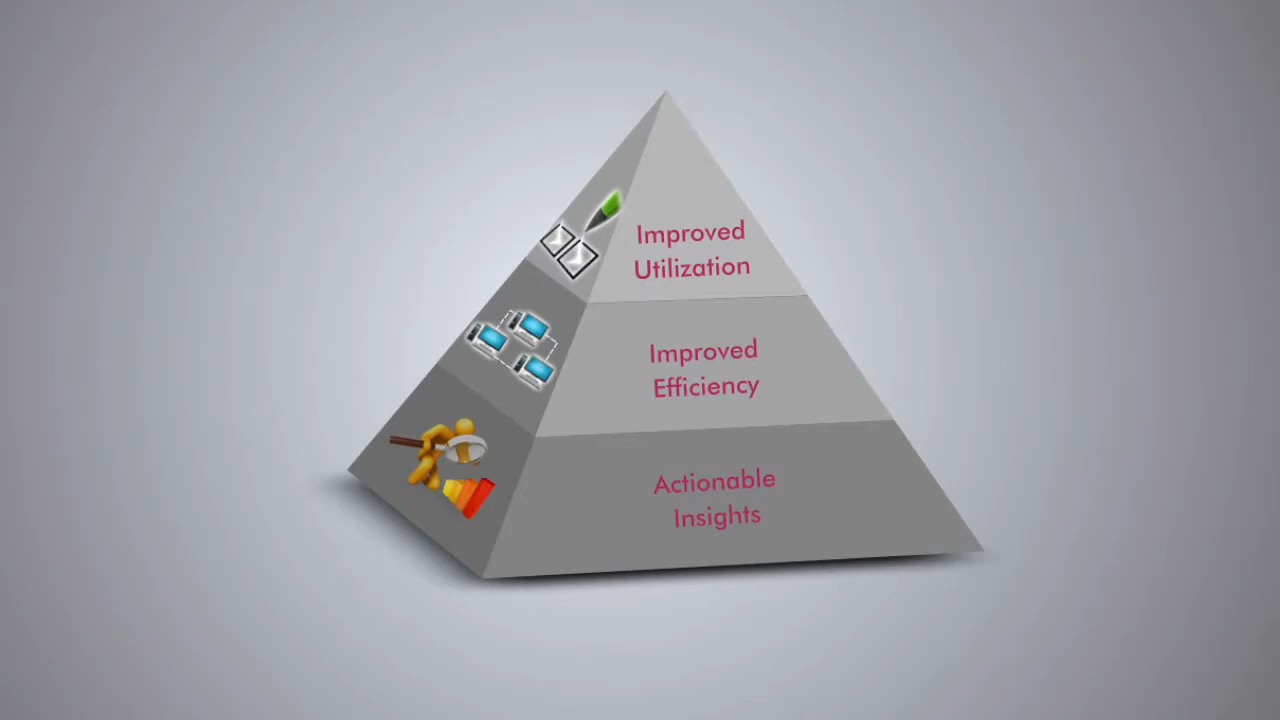 Improved
Utilization
Improved
Efficiency
Actionable
Insights